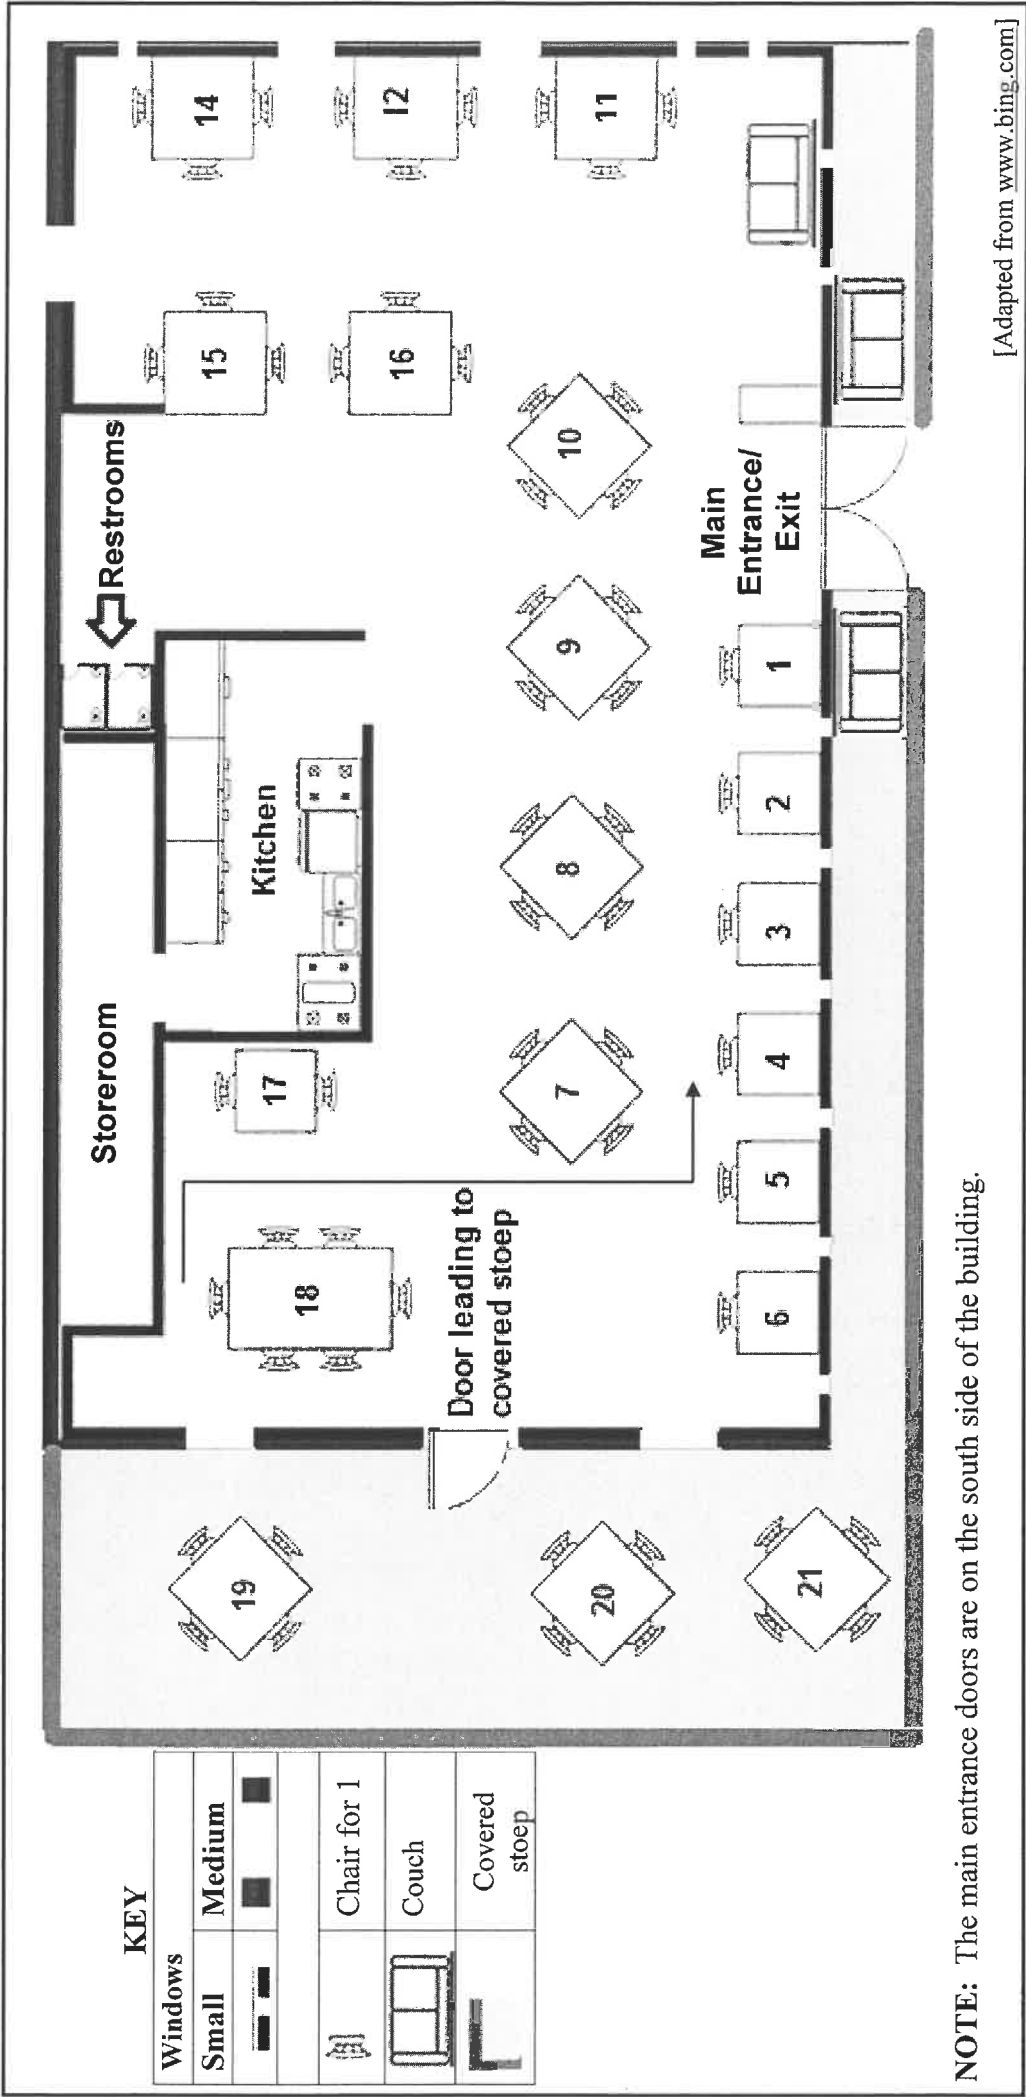 KEY
Windows
Small Medium
Chair for 1
Couch
Covered
stoep
Storeroom
Restrooms
Kitchen
14
12
11
15
16
10
9
8
7
17
18
Door leading to
covered stoep
Main
Entrance/
Exit
1
2
3
4
5
6
19
20
21
NOTE: The main entrance doors are on the south side of the building.
[Adapted from www.bing.com]